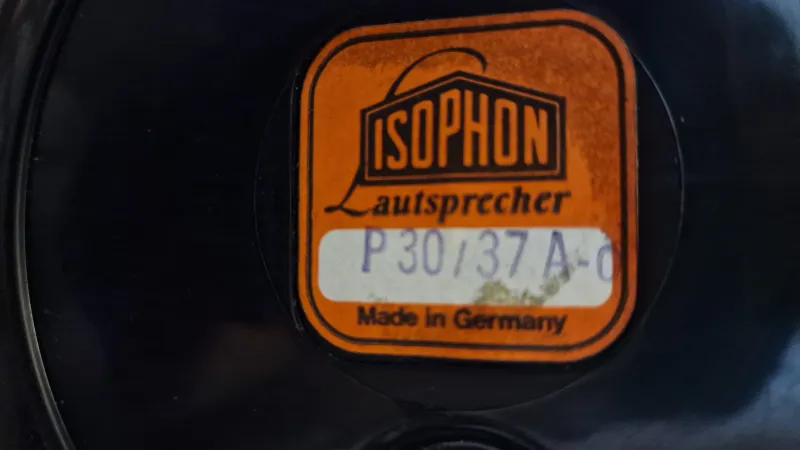 ISOPHON
Lautsprecher
P 30/37 A-
Made in Germany